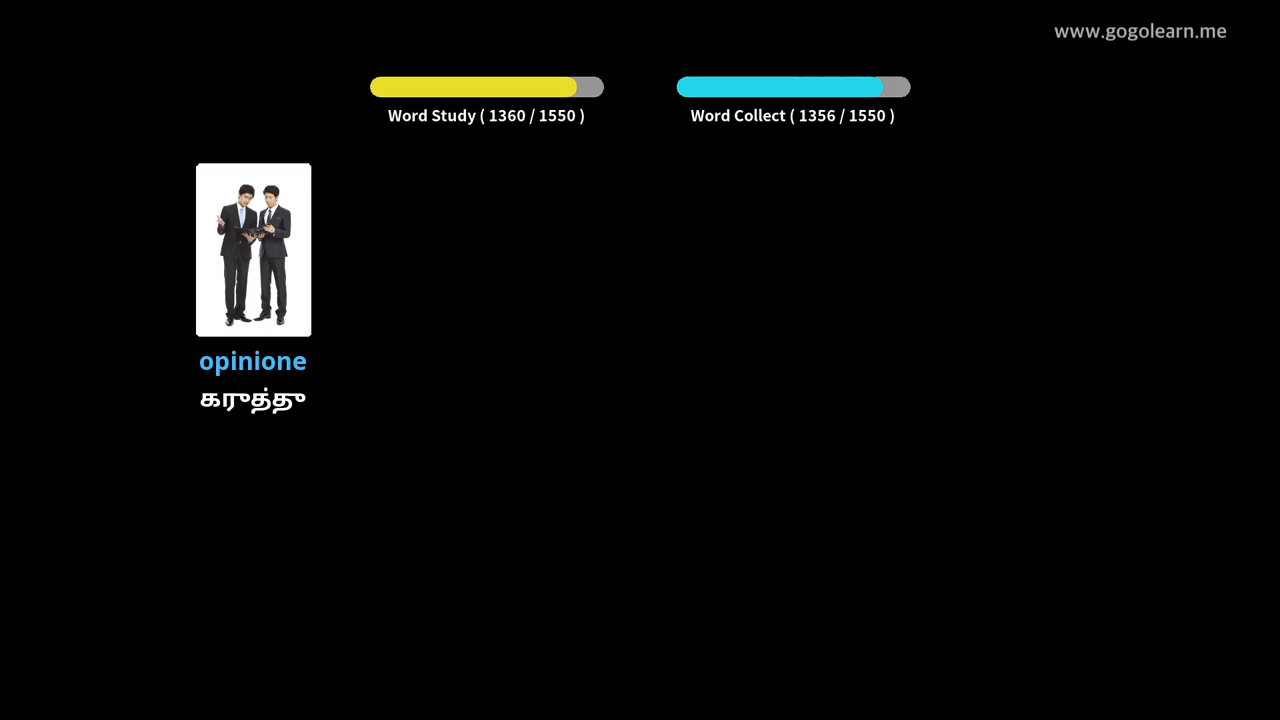 www.gogolearn.me
Word Study ( 1360 / 1550 )
Word Collect ( 1356 / 1550 )
opinione
கருத்து